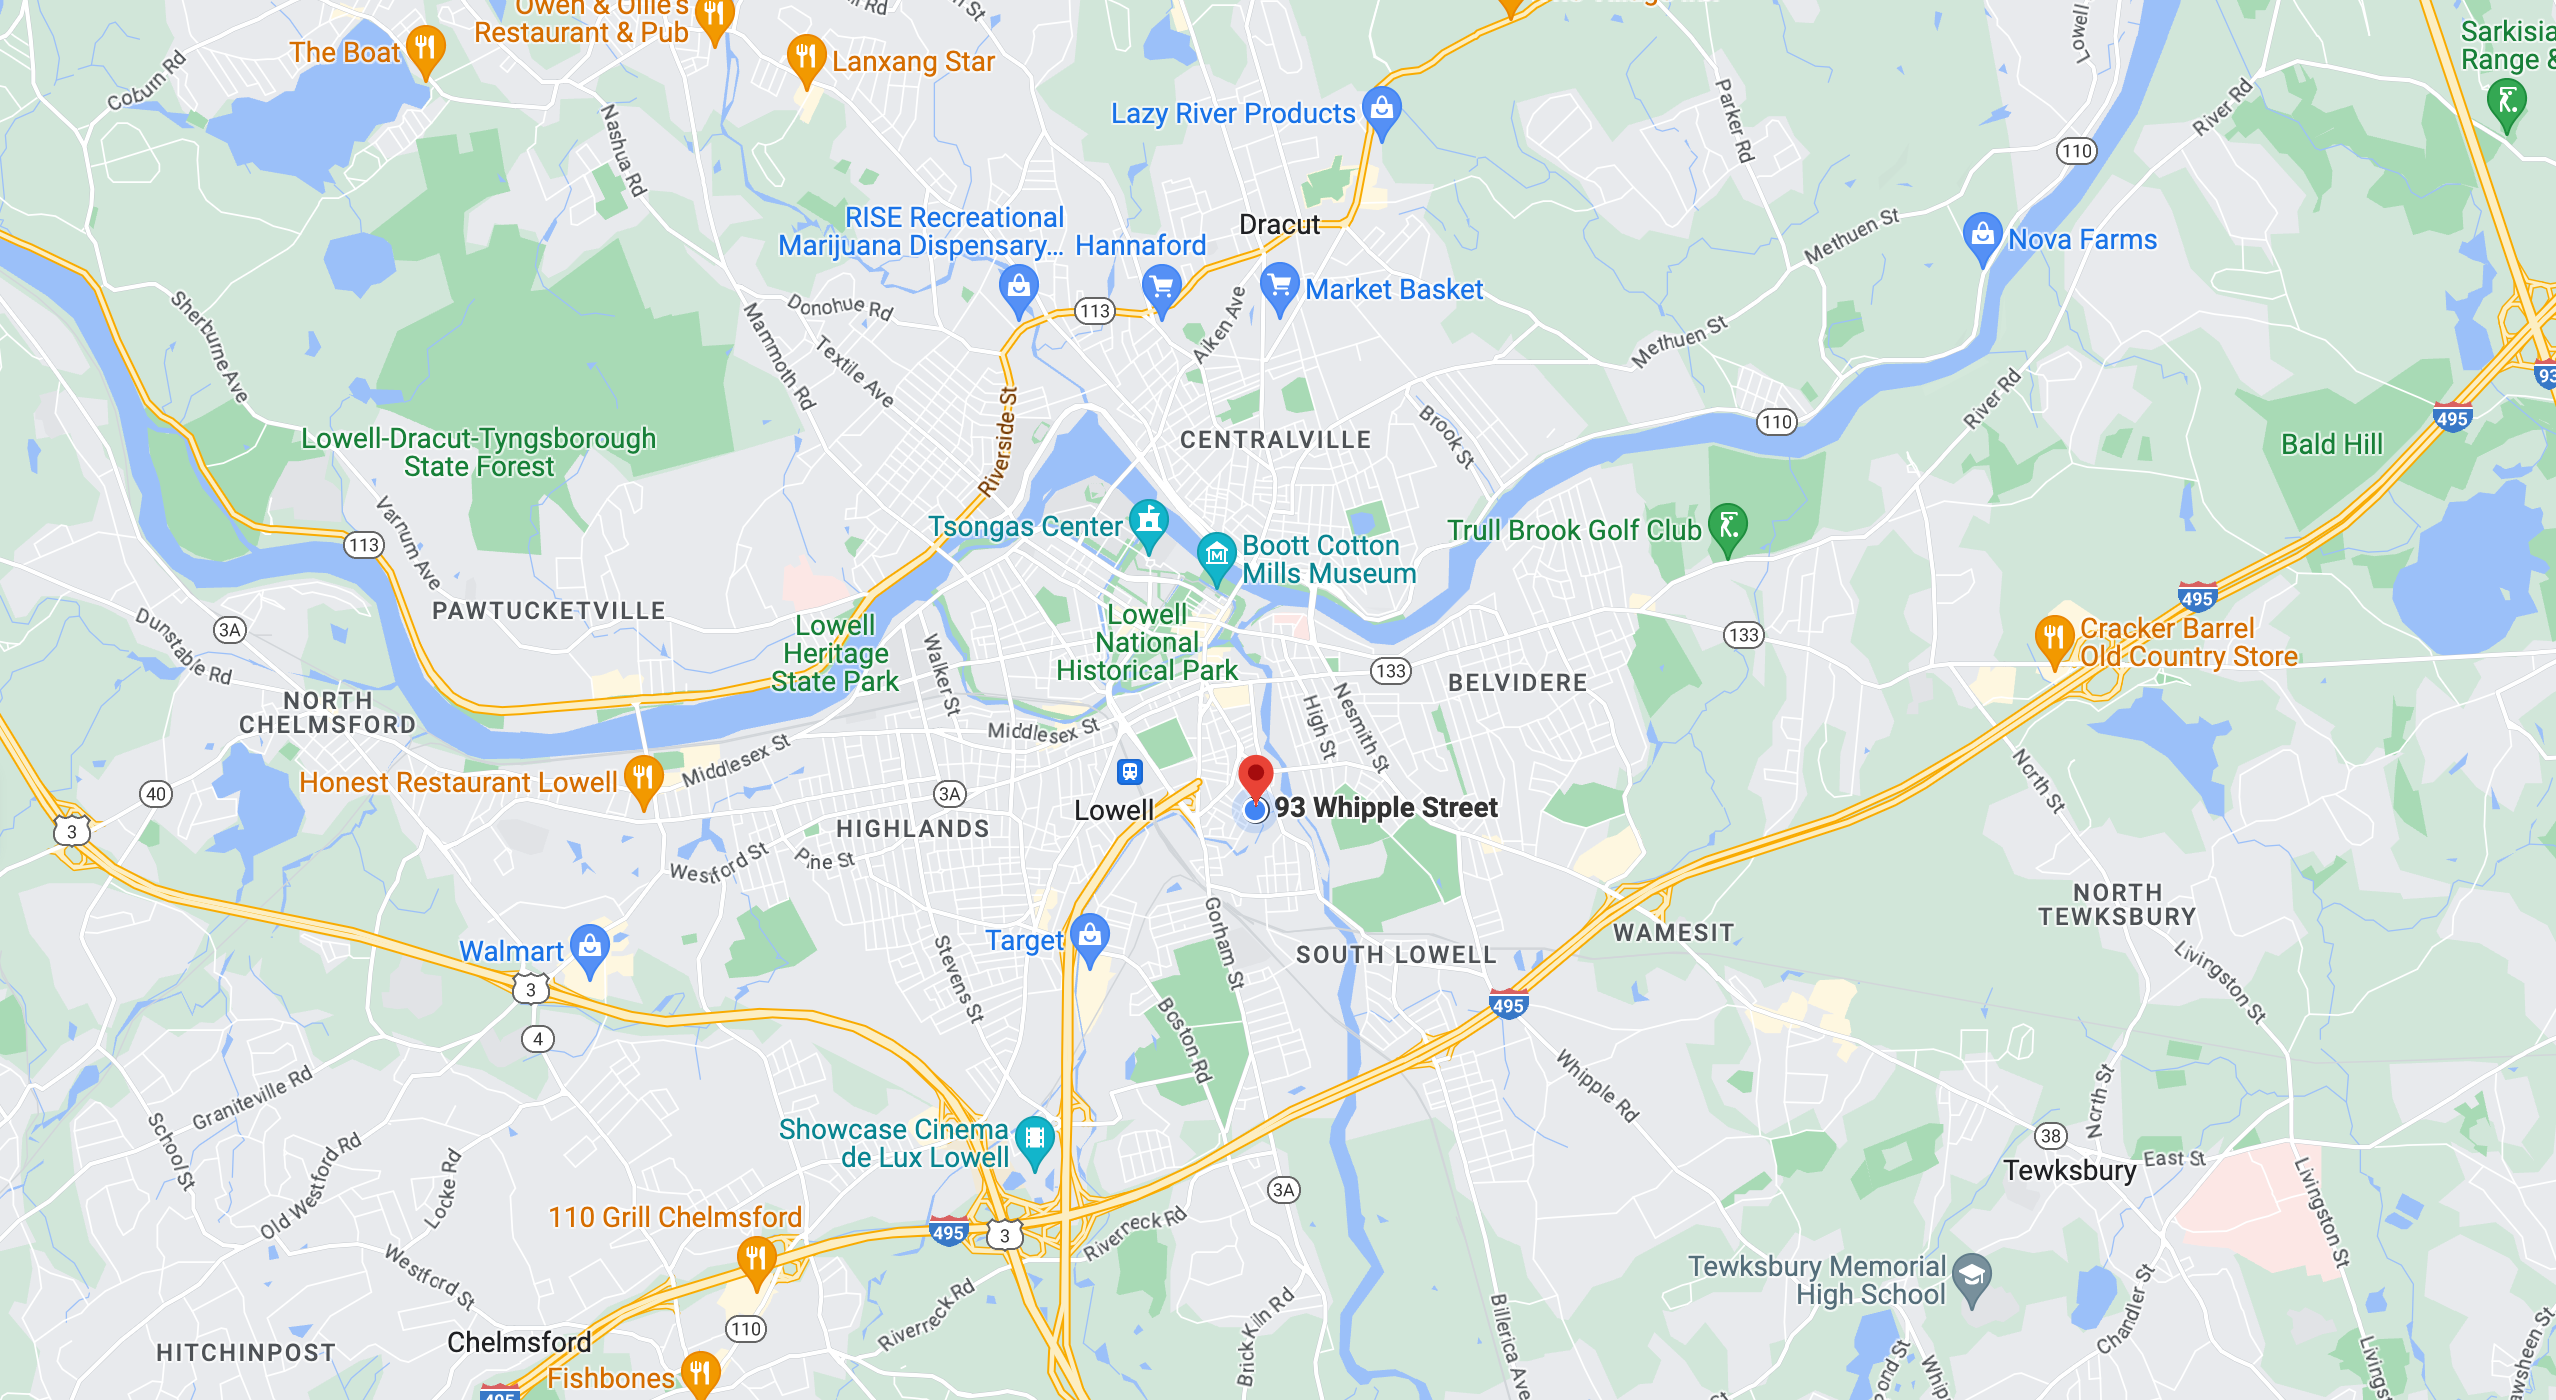 Owen & Ollie's
Restaurant & Pub
The Boat
Lanxang Star
Coburn Rd
Nashua Rd
Lazy River Products
Parker Rd
Lowell
River Rd
110
Sarkisia
Range &
RISE Recreational
Marijuana Dispensary...
Hannaford
Dracut
Methuen St
Nova Farms
Market Basket
113
Donohue Rd
Textile Ave
Mammoth Rd
Aiken Ave
Methuen St
Sherburne Ave
River Rd
93
495
Riverside St
Brook St
110
CENTRALVILLE
Bald Hill
Lowell-Dracut-Tyngsborough
State Forest
Varnum Ave
113
Tsongas Center
Boott Cotton
Mills Museum
Trull Brook Golf Club
495
PAWTUCKETVILLE
Lowell
Heritage
State Park
Lowell
National
Historical Park
3A
Dunstable Rd
Walker St
133
133
Cracker Barrel
Old Country Store
NORTH
CHELMSFORD
BELVIDERE
High St
Nesmith St
Middlesex St
Middlesex St
Honest Restaurant Lowell
40
3A
Lowell
93 Whipple Street
North St
3
HIGHLANDS
Westford St
Pine St
NORTH
TEWKSBURY
Walmart
Target
Gorham St
SOUTH LOWELL
WAMESIT
Stevens St
Livingston St
3
495
4
Boston Rd
Whipple Rd
Graniteville Rd
School St
Old Westford Rd
Locke Rd
Showcase Cinema
de Lux Lowell
North St
38
Tewksbury
East St
Livingston St
3A
110 Grill Chelmsford
495
3
Riverneck Rd
Westford St
Riverneck Rd
Brick Kiln Rd
Billerica Ave
Tewksbury Memorial
High School
Chandler St
110
Chelmsford
HITCHINPOST
Fishbones
495
Pond St
Whip
Livings
wsheen St